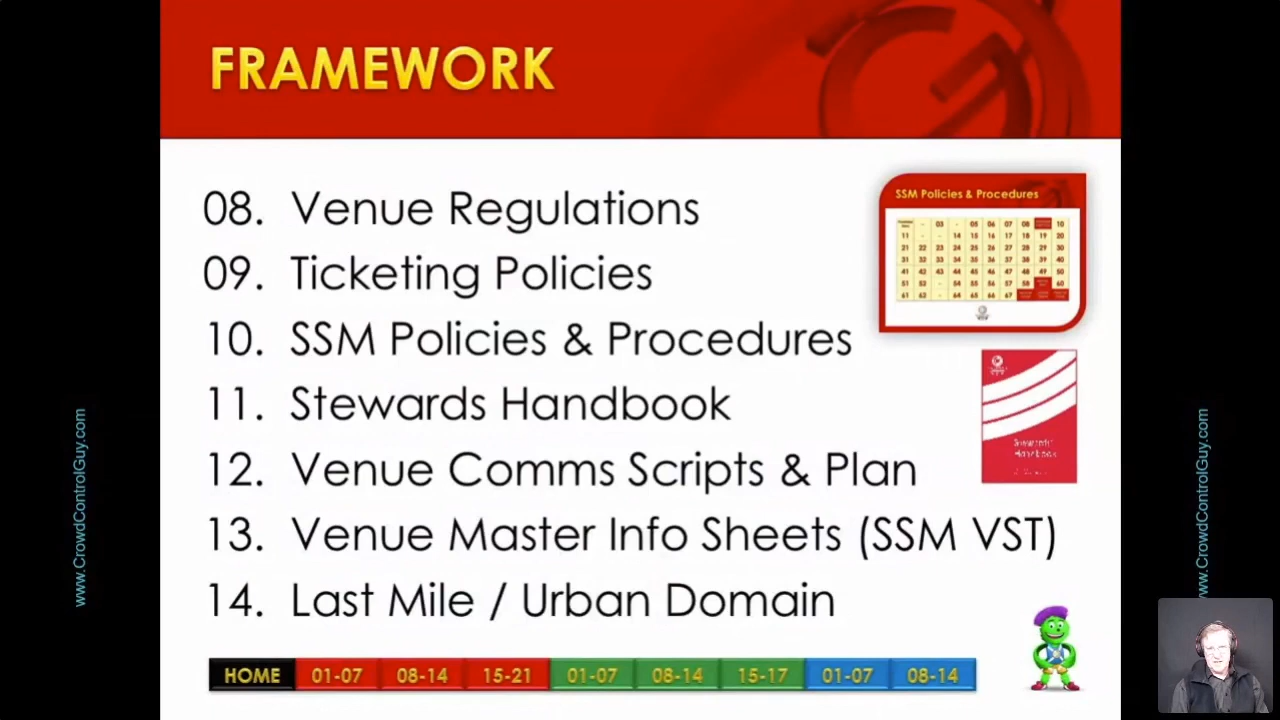 FRAMEWORK
08. Venue Regulations
09. Ticketing Policies
10. SSM Policies & Procedures
11. Stewards Handbook
12. Venue Comms Scripts & Plan
13. Venue Master Info Sheets (SSM VST)
14. Last Mile / Urban Domain
SSM Policies & Procedures
Stewards' Handbook
HOME 01-07 08-14 15-21 01-07 08-14 15-17 01-07 08-14
www.CrowdControlGuy.com
www.CrowdControlGuy.com